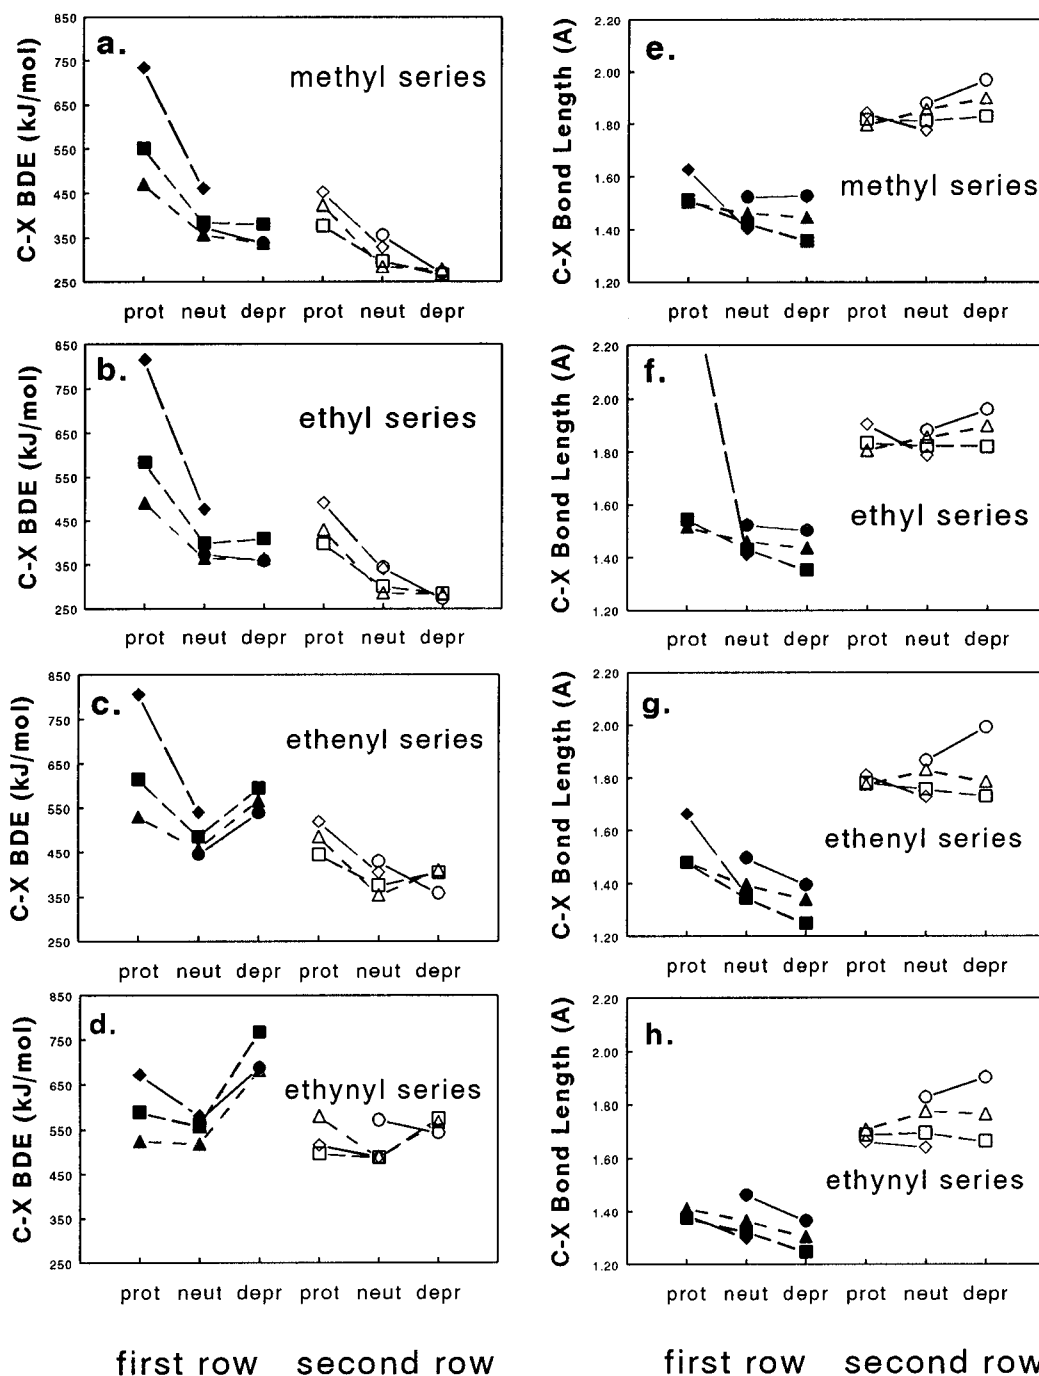 C-X BDE (kJ/mol)
850
750
650
550
450
350
250
a.
methyl series
prot neut depr prot neut depr
C-X BDE (kJ/mol)
850
750
650
550
450
350
250
b.
ethyl series
prot neut depr prot neut depr
C-X BDE (kJ/mol)
850
750
650
550
450
350
250
c.
ethenyl series
prot neut depr prot neut depr
C-X BDE (kJ/mol)
850
750
650
550
450
350
250
d.
ethynyl series
prot neut depr prot neut depr
first row second row
C-X Bond Length (A)
2.20
2.00
1.80
1.60
1.40
1.20
e.
methyl series
prot neut depr prot neut depr
C-X Bond Length (A)
2.20
2.00
1.80
1.60
1.40
1.20
f.
ethyl series
prot neut depr prot neut depr
C-X Bond Length (A)
2.20
2.00
1.80
1.60
1.40
1.20
g.
ethenyl series
prot neut depr prot neut depr
C-X Bond Length (A)
2.20
2.00
1.80
1.60
1.40
1.20
h.
ethynyl series
prot neut depr prot neut depr
first row second row